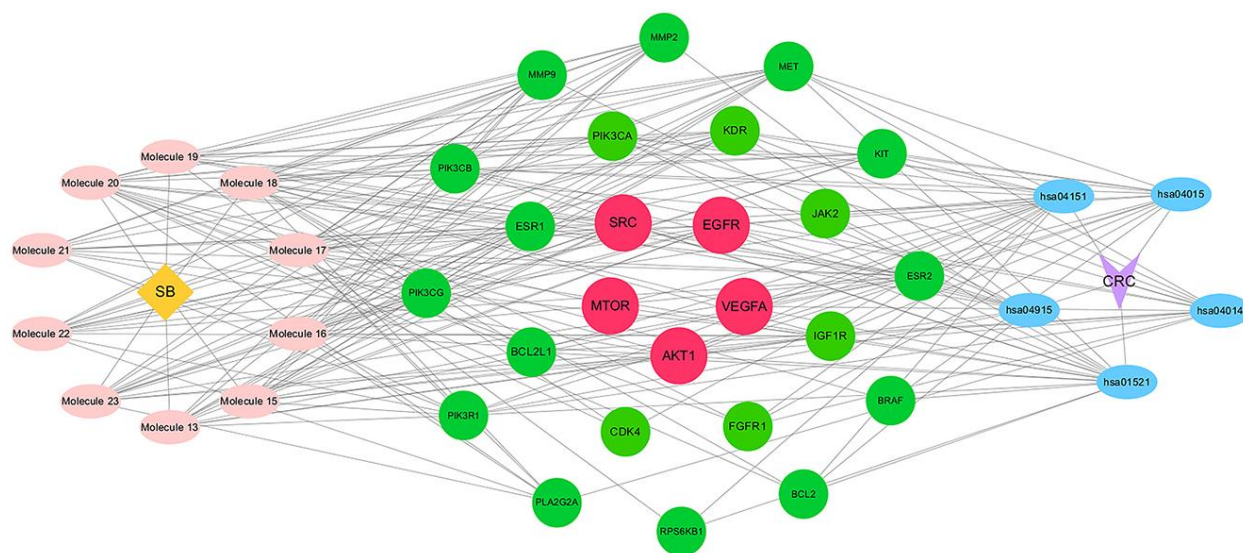 MMP2
MMP9
MET
PIK3CA
KDR
Molecule 19
KIT
PIK3CB
Molecule 20
Molecule 18
hsa04151
hsa04015
JAK2
SRC
EGFR
ESR1
Molecule 21
Molecule 17
ESR2
CRC
SB
PIK3CG
MTOR
VEGFA
hsa04915
hsa04014
Molecule 22
Molecule 16
IGF1R
BCL2L1
AKT1
hsa01521
Molecule 23
Molecule 15
BRAF
PIK3R1
Molecule 13
CDK4
FGFR1
BCL2
PLA2G2A
RPS6KB1